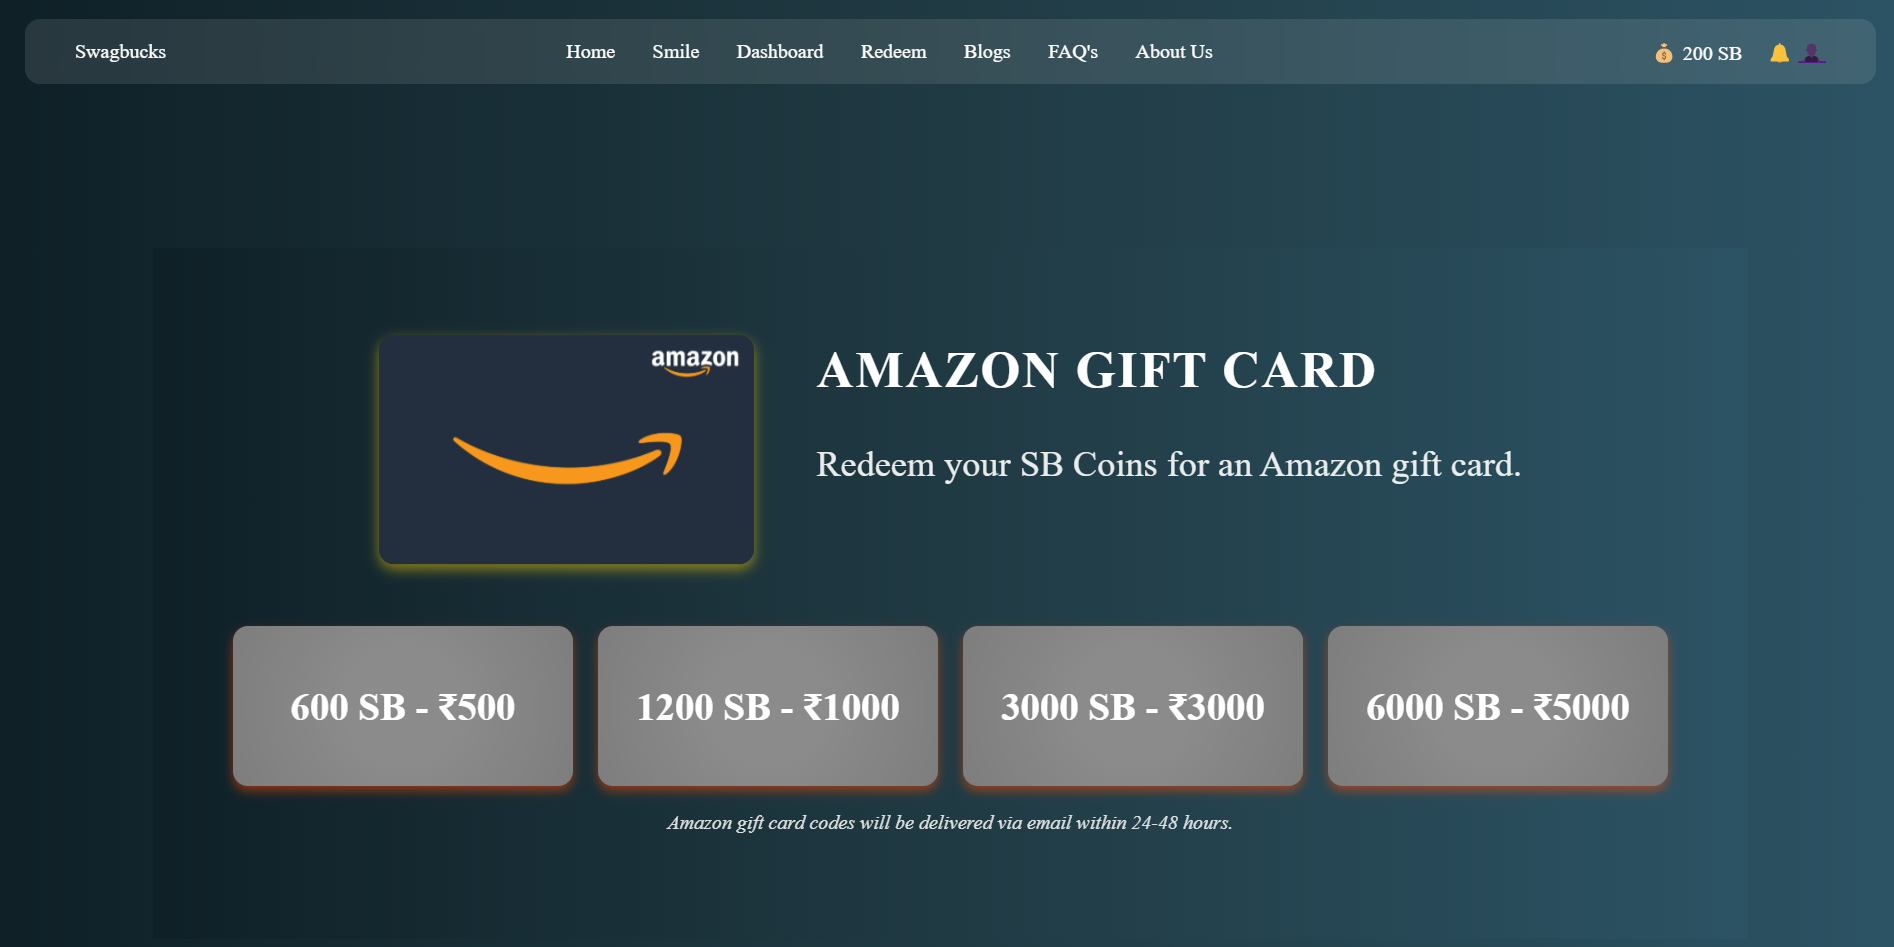 Swagbucks
Home Smile Dashboard Redeem Blogs FAQ's About Us
200 SB
amazon
AMAZON GIFT CARD
Redeem your SB Coins for an Amazon gift card.
600 SB - ₹500
1200 SB - ₹1000
3000 SB - ₹3000
6000 SB - ₹5000
Amazon gift card codes will be delivered via email within 24-48 hours.